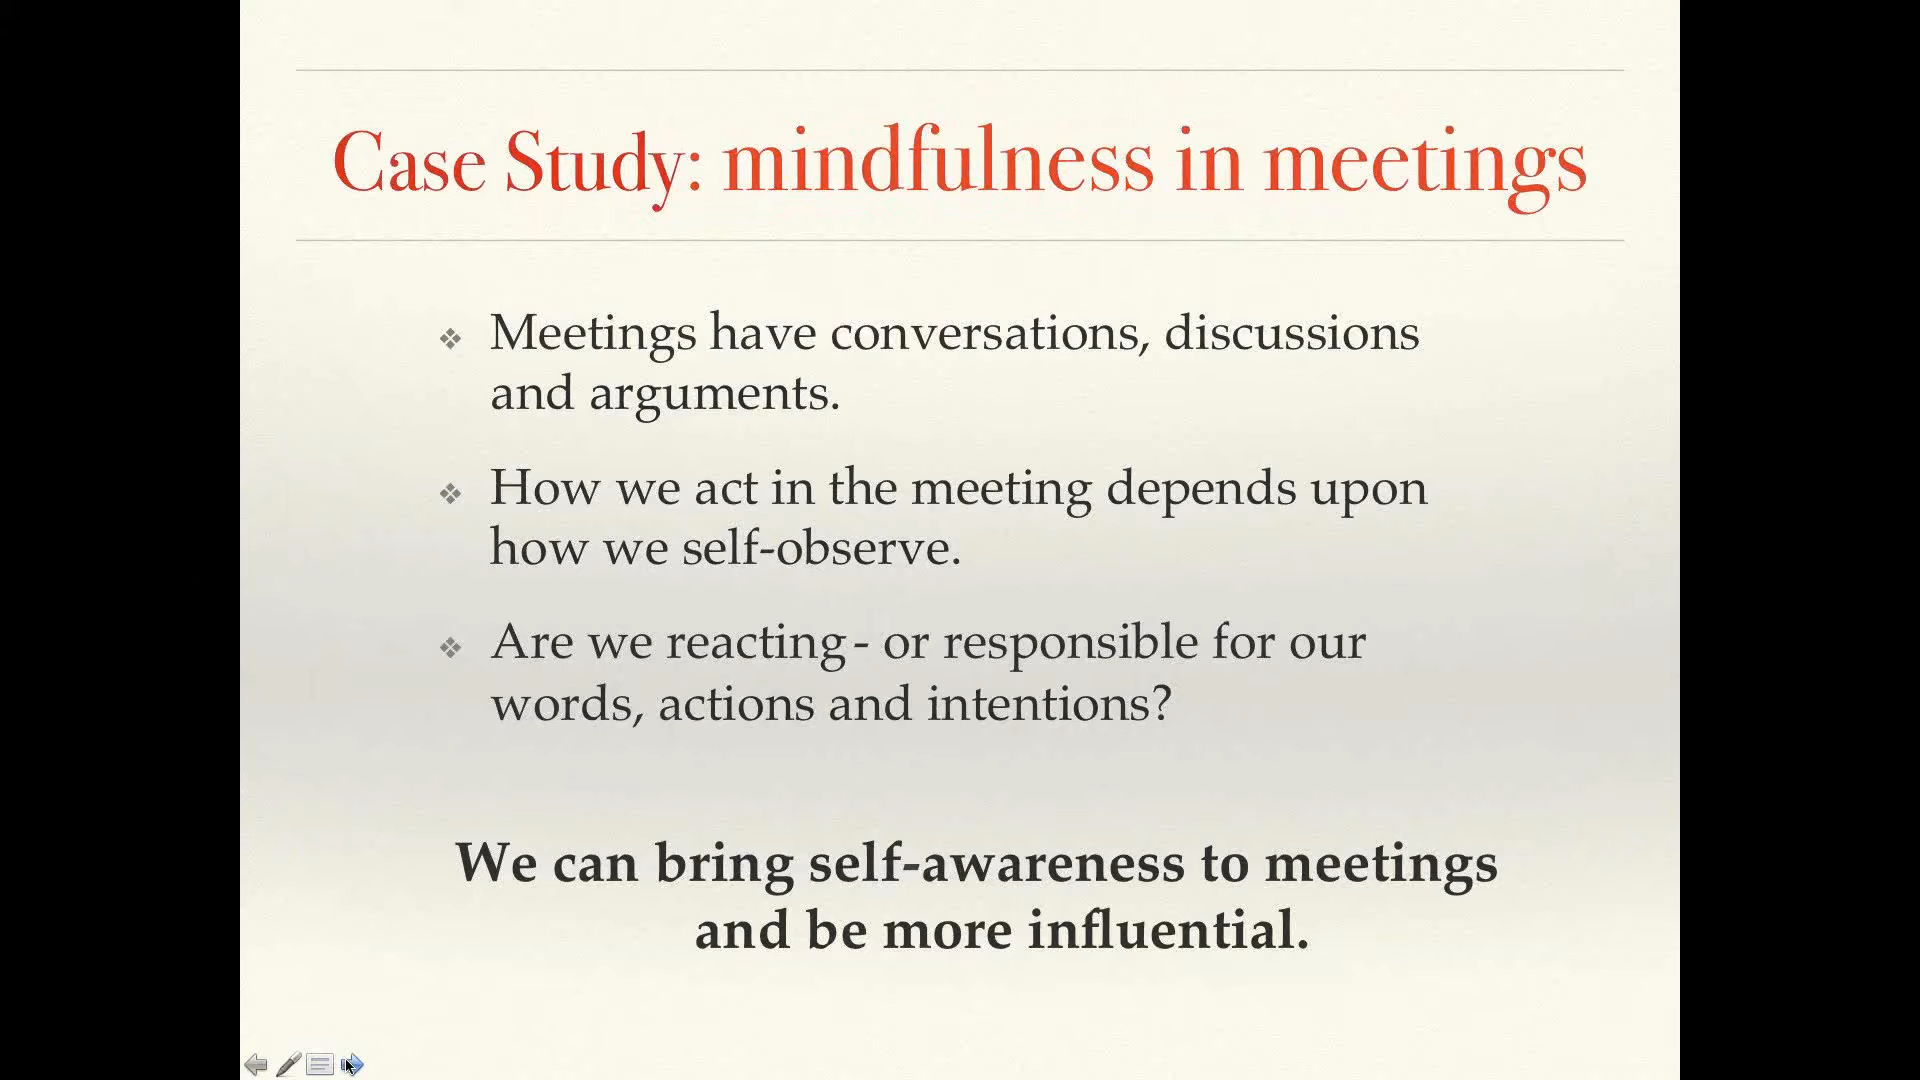 Case Study: mindfulness in meetings
Meetings have conversations, discussions
and arguments.
How we act in the meeting depends upon
how we self-observe.
Are we reacting - or responsible for our
words, actions and intentions?
We can bring self-awareness to meetings
and be more influential.